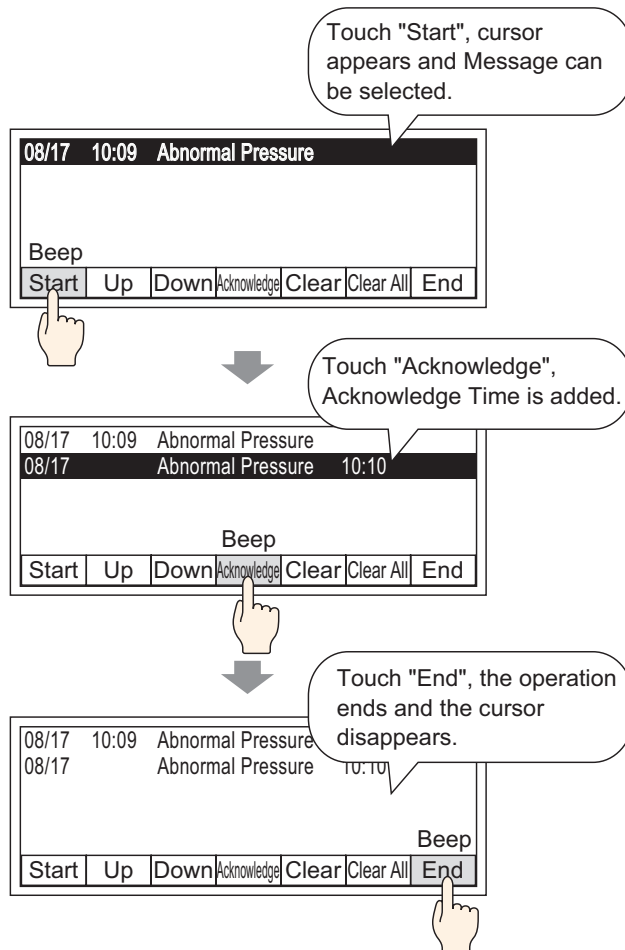 Touch "Start", cursor
appears and Message can
be selected.
08/17 10:09 Abnormal Pressure
Beep
Start Up Down Acknowledge Clear Clear All End
Touch "Acknowledge",
Acknowledge Time is added.
08/17 10:09 Abnormal Pressure
08/17 Abnormal Pressure 10:10
Beep
Start Up Down Acknowledge Clear Clear All End
Touch "End", the operation
ends and the cursor
disappears.
08/17 10:09 Abnormal Pressure
08/17 Abnormal Pressure 10:10
Beep
Start Up Down Acknowledge Clear Clear All End